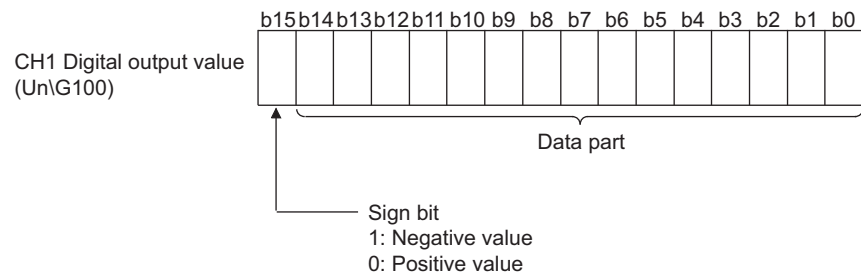 b15 b14 b13 b12 b11 b10 b9 b8 b7 b6 b5 b4 b3 b2 b1 b0
CH1 Digital output value
(Un\G100)
Data part
Sign bit
1: Negative value
0: Positive value